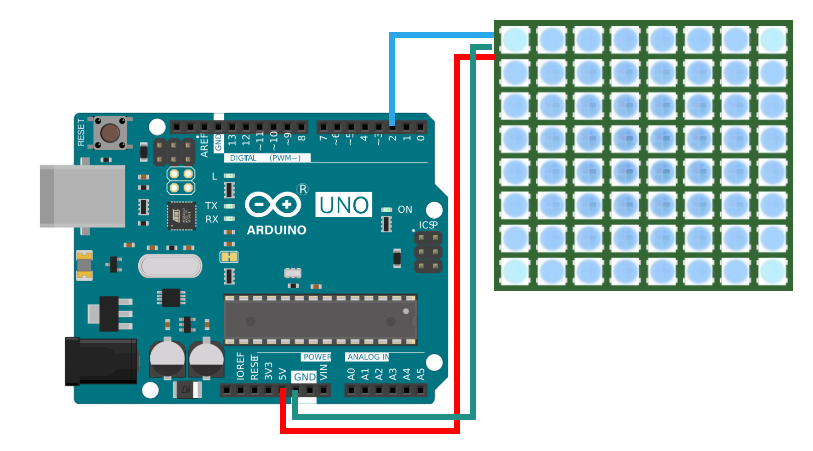 RESET
AREF
GND
13
12
~11
~10
~9
8
7
~6
~5
4
~3
2
1
0
DIGITAL (PWM~)
L
TX
RX
®
UNO
ARDUINO
ON
ICSP
POWER
ANALOG IN
IOREF
RESET
3V3
5V
GND
VIN
A0
A1
A2
A3
A4
A5